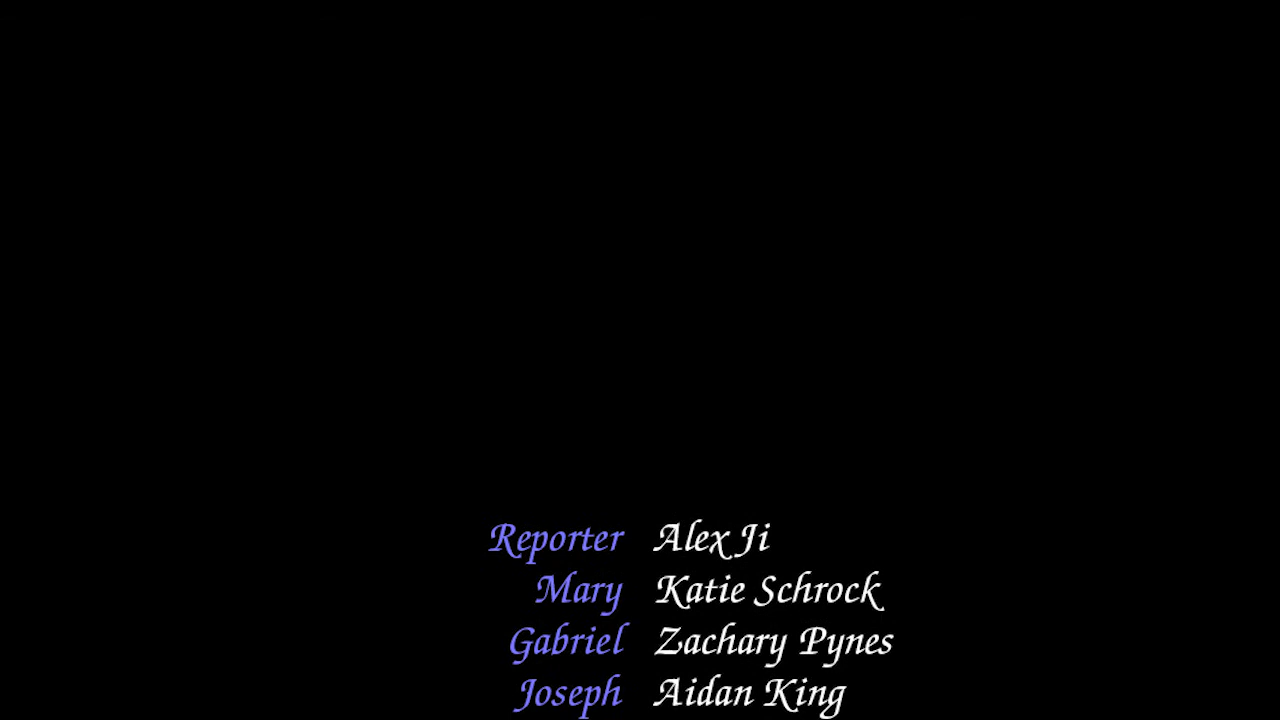 Reporter Alex Ji
Mary Katie Schrock
Gabriel Zachary Pynes
Joseph Aidan King